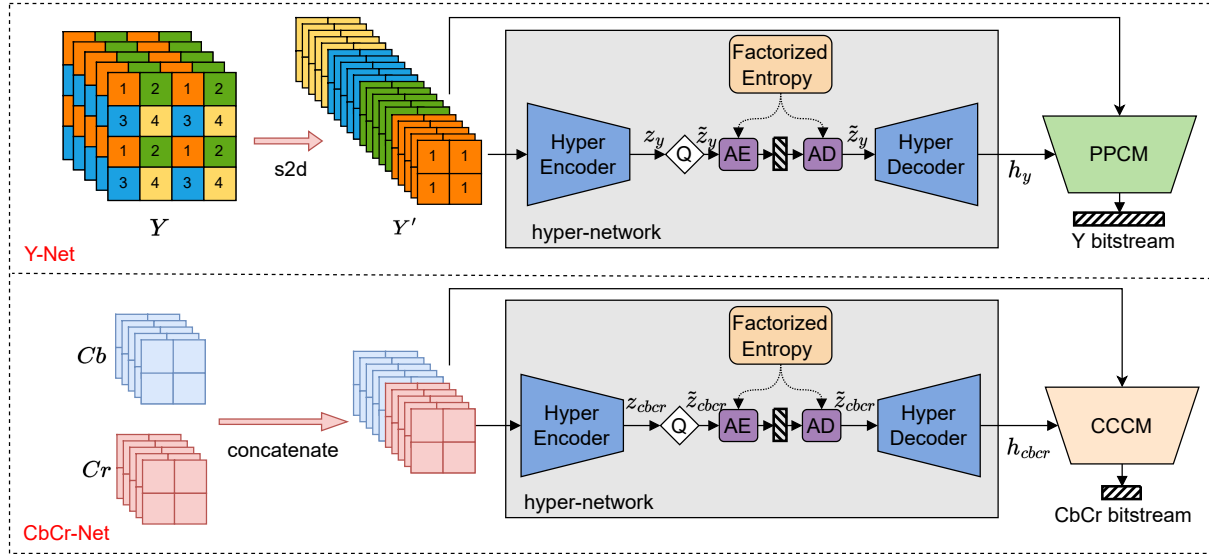 1 2 1 2
3 4 3 4
1 2 1 2
3 4 3 4
Y
Y-Net
s2d
1 1
1 1
Y'
Factorized
Entropy
Hyper
Encoder
z_y
Q
z̃_y
AE
AD
z̃_y
Hyper
Decoder
hyper-network
h_y
PPCM
Y bitstream
Cb
Cr
CbCr-Net
concatenate
Factorized
Entropy
Hyper
Encoder
z_cbcr
Q
z̃_cbcr
AE
AD
z̃_cbcr
Hyper
Decoder
hyper-network
h_cbcr
CCCM
CbCr bitstream